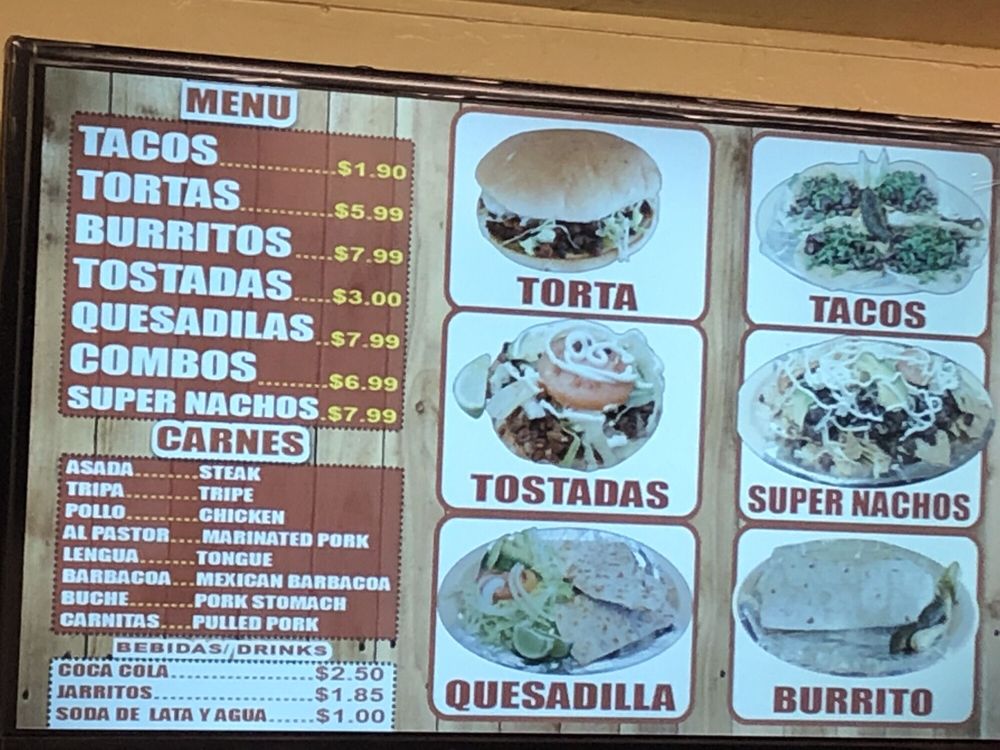 MENU
TACOS..............$1.90
TORTAS...........$5.99
BURRITOS.....$7.99
TOSTADAS....$3.00
QUESADILAS..$7.99
COMBOS.........$6.99
SUPER NACHOS.$7.99
CARNES
ASADA.......STEAK
TRIPA........TRIPE
POLLO........CHICKEN
AL PASTOR....MARINATED PORK
LENGUA......TONGUE
BARBACOA...MEXICAN BARBACOA
BUCHE.......PORK STOMACH
CARNITAS....PULLED PORK
BEBIDAS/DRINKS
COCA COLA..................$2.50
JARRITOS....................$1.85
SODA DE LATA Y AGUA......$1.00
TORTA
TACOS
TOSTADAS
SUPER NACHOS
QUESADILLA
BURRITO